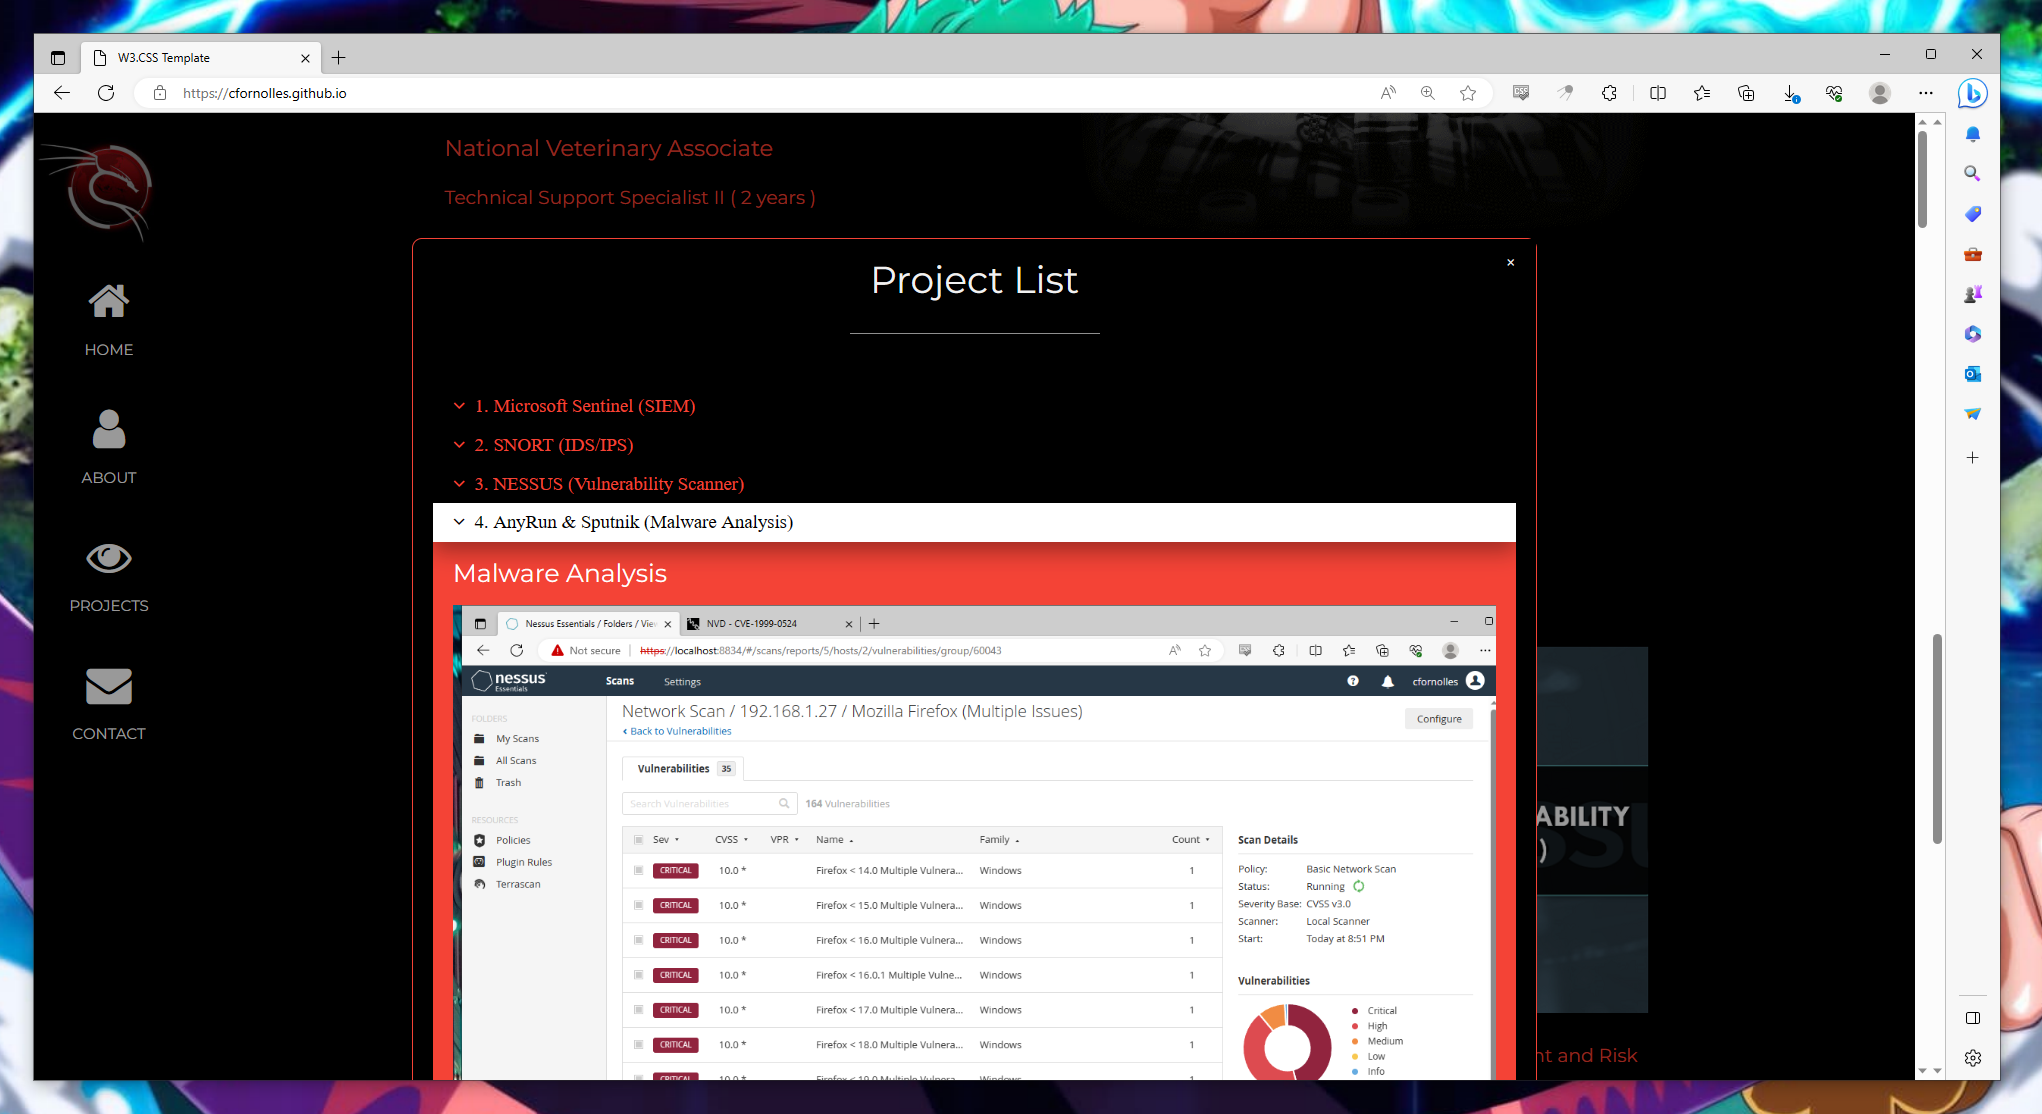 W3.CSS Template
https://cfornolles.github.io
National Veterinary Associate
Technical Support Specialist II ( 2 years )
HOME
ABOUT
PROJECTS
CONTACT
Project List
×
1. Microsoft Sentinel (SIEM)
2. SNORT (IDS/IPS)
3. NESSUS (Vulnerability Scanner)
4. AnyRun & Sputnik (Malware Analysis)
Malware Analysis
Nessus Essentials / Folders / View
NVD - CVE-1999-0524
Not secure
https://localhost:8834/#/scans/reports/5/hosts/2/vulnerabilities/group/60043
nessus
Essentials
Scans
Settings
cfornolles
FOLDERS
My Scans
All Scans
Trash
RESOURCES
Policies
Plugin Rules
Terrascan
Network Scan / 192.168.1.27 / Mozilla Firefox (Multiple Issues)
Configure
‹ Back to Vulnerabilities
Vulnerabilities 35
Search Vulnerabilities
164 Vulnerabilities
Sev CVSS VPR Name Family Count
CRITICAL 10.0 * Firefox < 14.0 Multiple Vulnera... Windows 1
CRITICAL 10.0 * Firefox < 15.0 Multiple Vulnera... Windows 1
CRITICAL 10.0 * Firefox < 16.0 Multiple Vulnera... Windows 1
CRITICAL 10.0 * Firefox < 16.0.1 Multiple Vulne... Windows 1
CRITICAL 10.0 * Firefox < 17.0 Multiple Vulnera... Windows 1
CRITICAL 10.0 * Firefox < 18.0 Multiple Vulnera... Windows 1
CRITICAL 10.0 * Firefox < 19.0 Multiple Vulnera... Windows
Scan Details
Policy: Basic Network Scan
Status: Running
Severity Base: CVSS v3.0
Scanner: Local Scanner
Start: Today at 8:51 PM
Vulnerabilities
Critical
High
Medium
Low
Info
ABILITY
)
nt and Risk